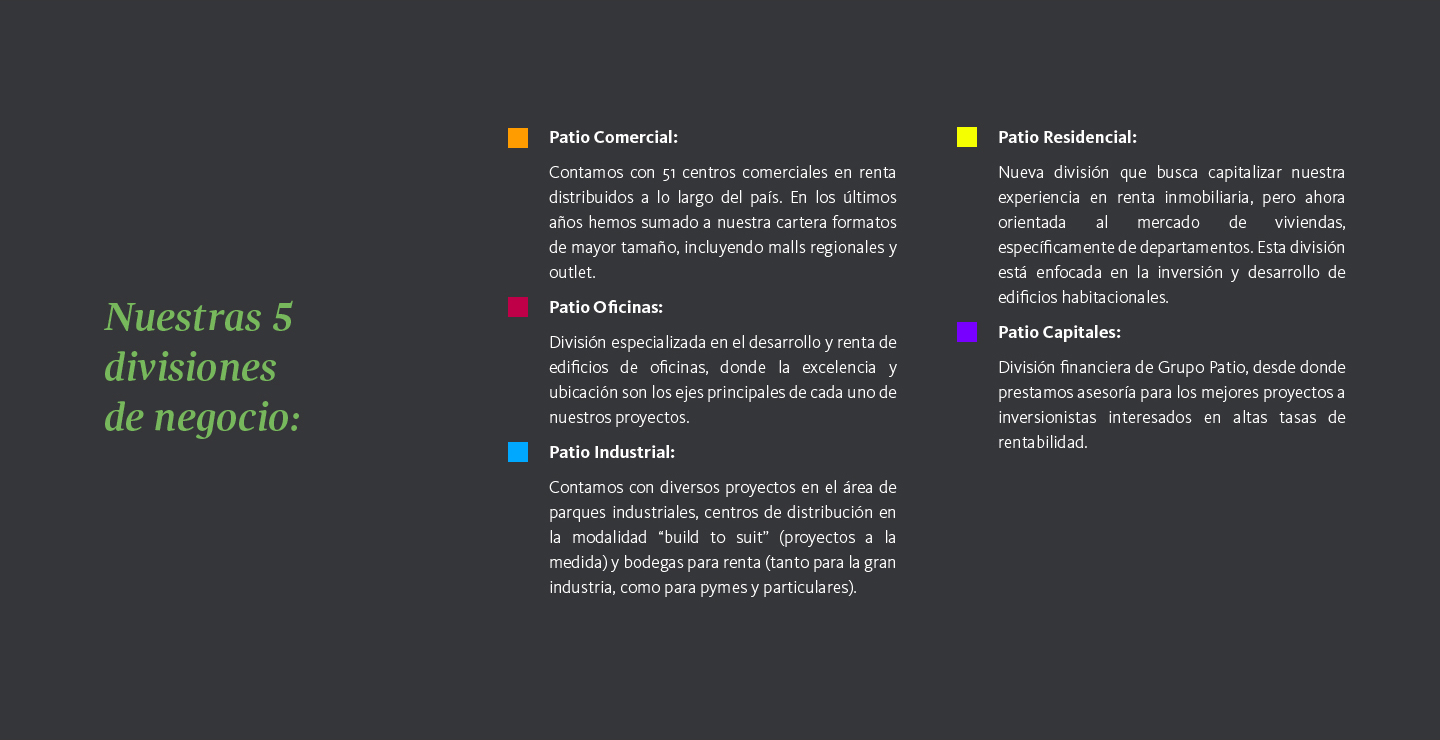 Nuestras 5
divisiones
de negocio:
Patio Comercial:
Contamos con 51 centros comerciales en renta
distribuidos a lo largo del país. En los últimos
años hemos sumado a nuestra cartera formatos
de mayor tamaño, incluyendo malls regionales y
outlet.
Patio Oficinas:
División especializada en el desarrollo y renta de
edificios de oficinas, donde la excelencia y
ubicación son los ejes principales de cada uno de
nuestros proyectos.
Patio Industrial:
Contamos con diversos proyectos en el área de
parques industriales, centros de distribución en
la modalidad “build to suit” (proyectos a la
medida) y bodegas para renta (tanto para la gran
industria, como para pymes y particulares).
Patio Residencial:
Nueva división que busca capitalizar nuestra
experiencia en renta inmobiliaria, pero ahora
orientada al mercado de viviendas,
específicamente de departamentos. Esta división
está enfocada en la inversión y desarrollo de
edificios habitacionales.
Patio Capitales:
División financiera de Grupo Patio, desde donde
prestamos asesoría para los mejores proyectos a
inversionistas interesados en altas tasas de
rentabilidad.